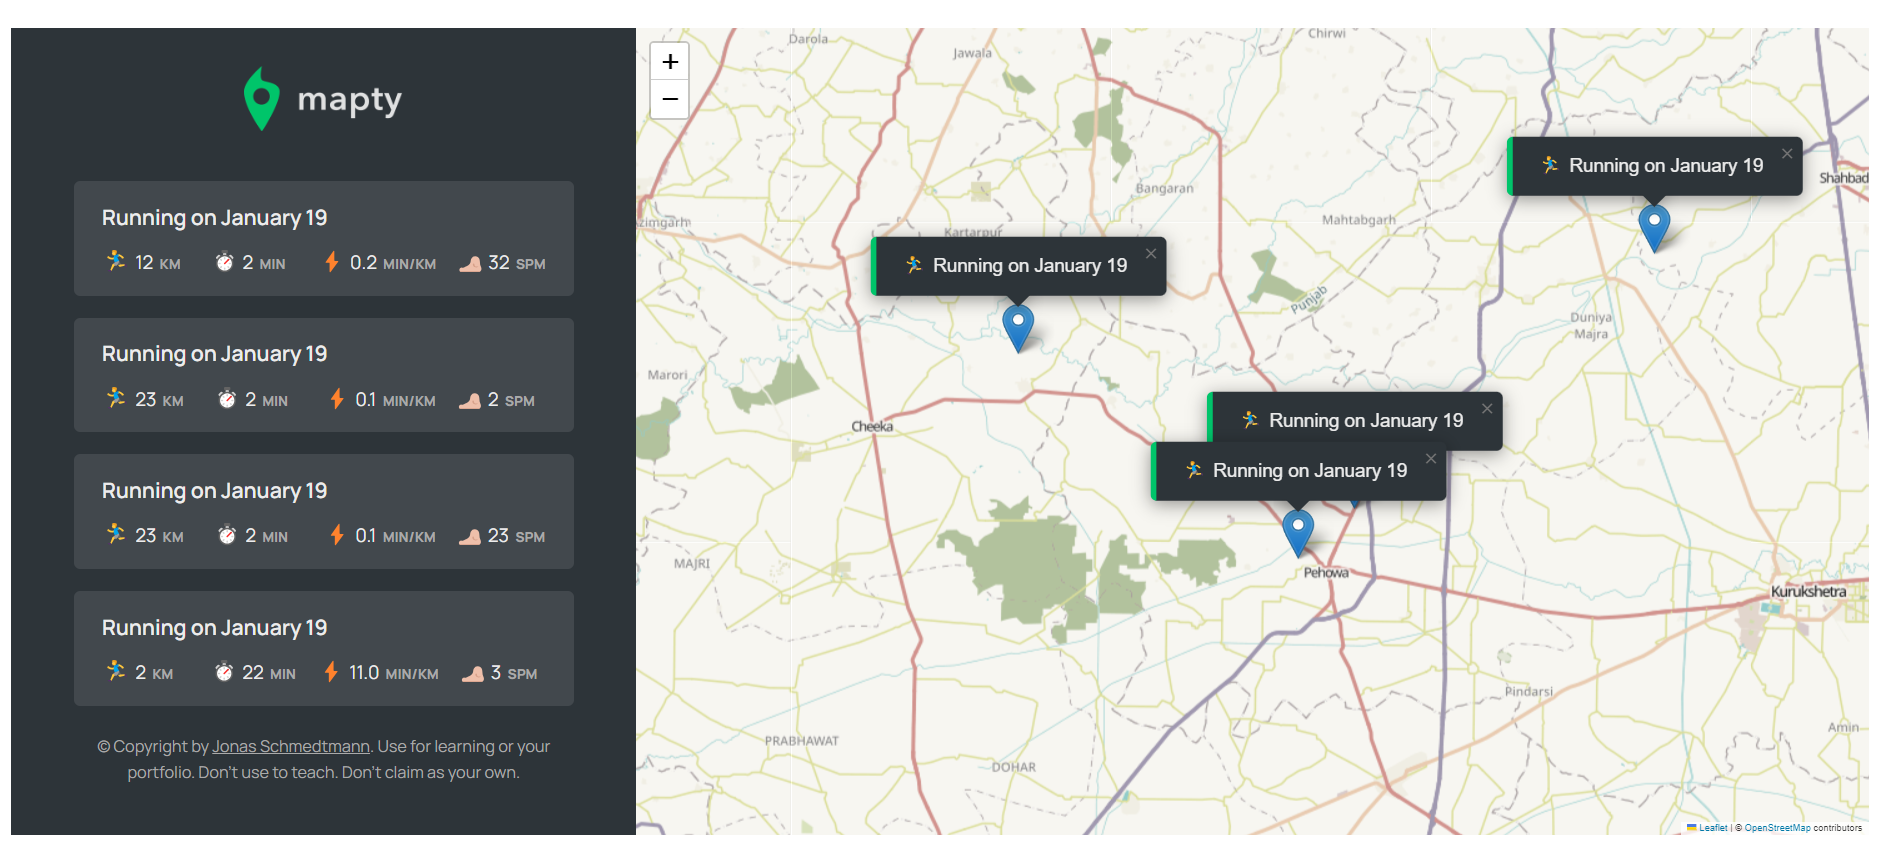 mapty
Running on January 19
12 KM 2 MIN 0.2 MIN/KM 32 SPM
Running on January 19
23 KM 2 MIN 0.1 MIN/KM 2 SPM
Running on January 19
23 KM 2 MIN 0.1 MIN/KM 23 SPM
Running on January 19
2 KM 22 MIN 11.0 MIN/KM 3 SPM
© Copyright by Jonas Schmedtmann. Use for learning or your
portfolio. Don't use to teach. Don't claim as your own.
+
−
Darola
Chirwi
Jawala
Running on January 19 ×
Shahbad
Bangaran
Mahtabgarh
zimgarh
Kartarpur
Running on January 19 ×
Punjab
Duniya
Majra
Marori
Running on January 19 ×
Cheeka
Running on January 19 ×
MAJRI
Pehowa
Kurukshetra
Pindarsi
Amin
PRABHAWAT
DOHAR
Leaflet | © OpenStreetMap contributors